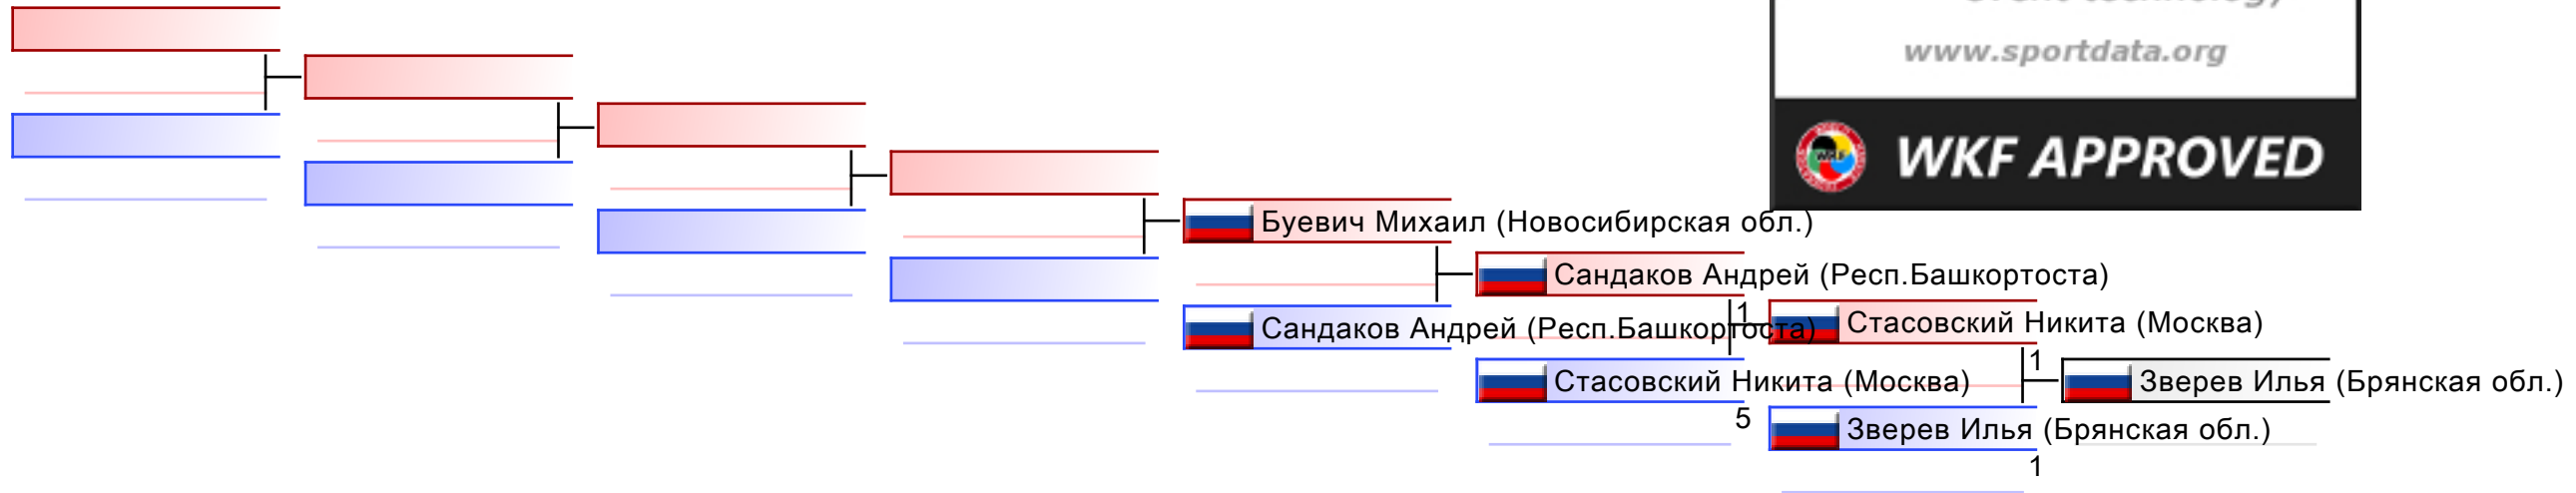 www.sportdata.org
WKF APPROVED
Буевич Михаил (Новосибирская обл.)
Сандаков Андрей (Респ.Башкортоста)
1
Сандаков Андрей (Респ.Башкортоста)
Стасовский Никита (Москва)
1
Стасовский Никита (Москва)
5
Зверев Илья (Брянская обл.)
Зверев Илья (Брянская обл.)
1